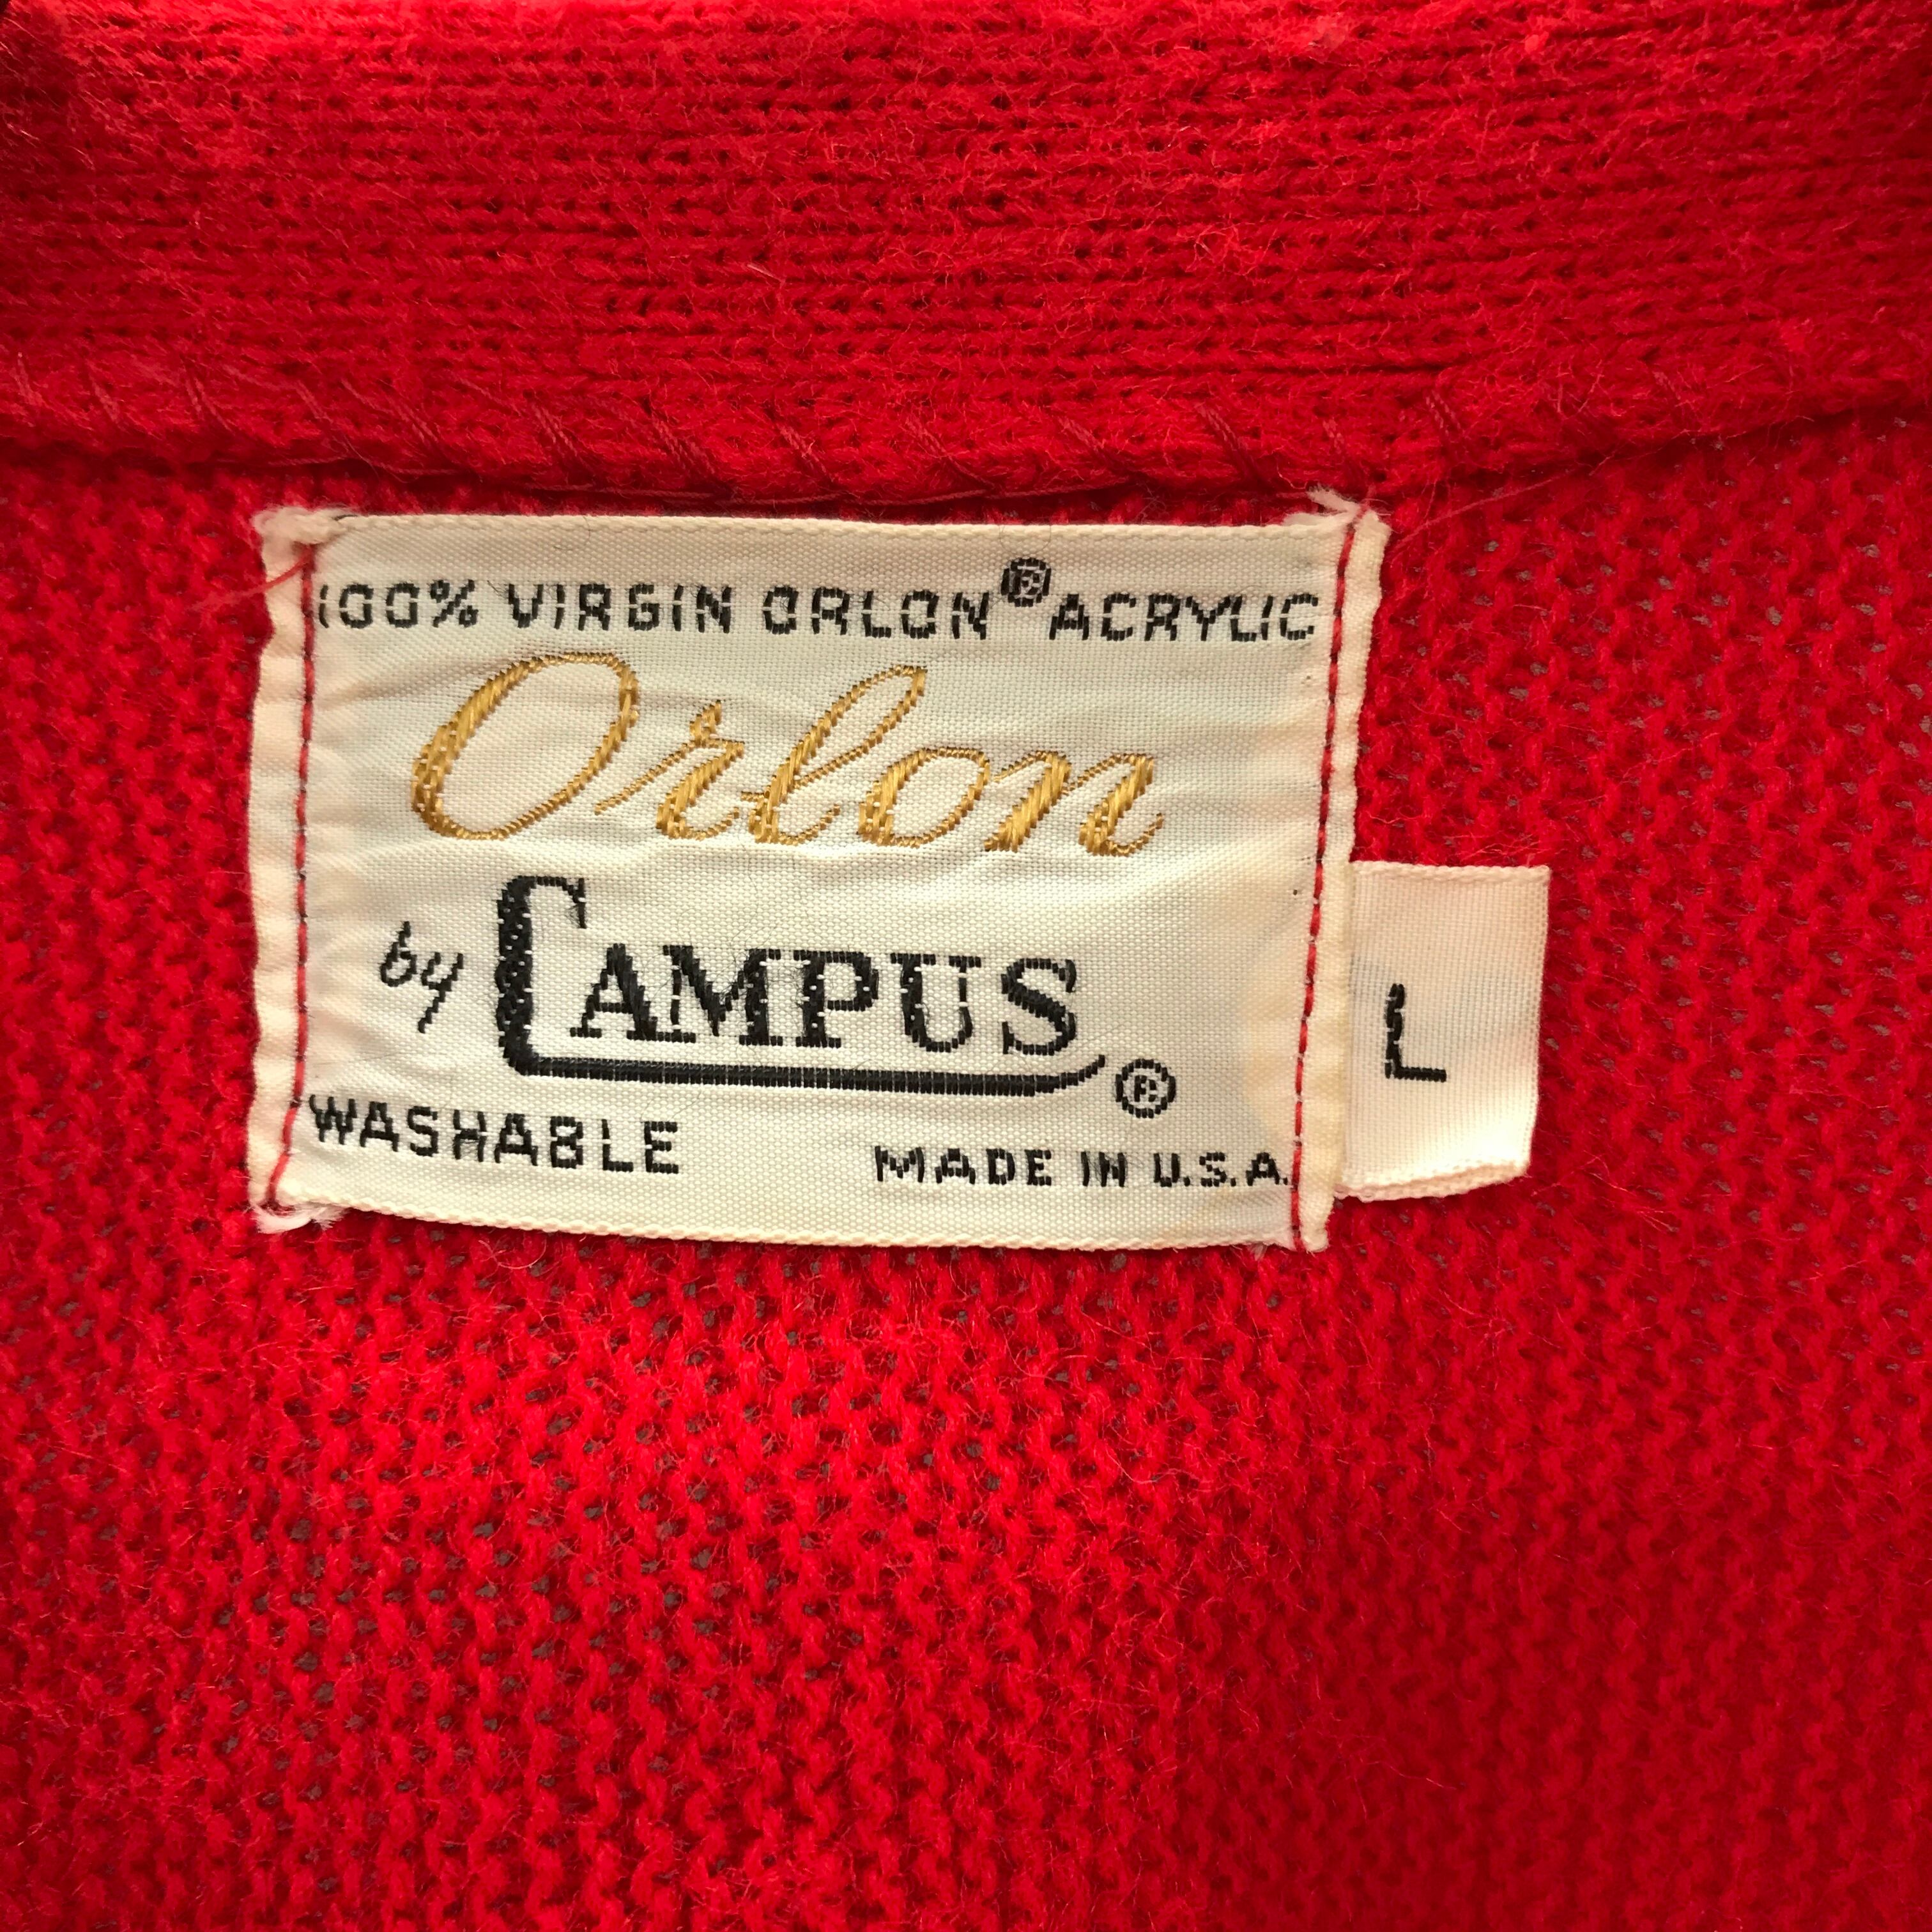 100% VIRGIN ORLON® ACRYLIC
Orlon
by CAMPUS®
WASHABLE MADE IN U.S.A.
L